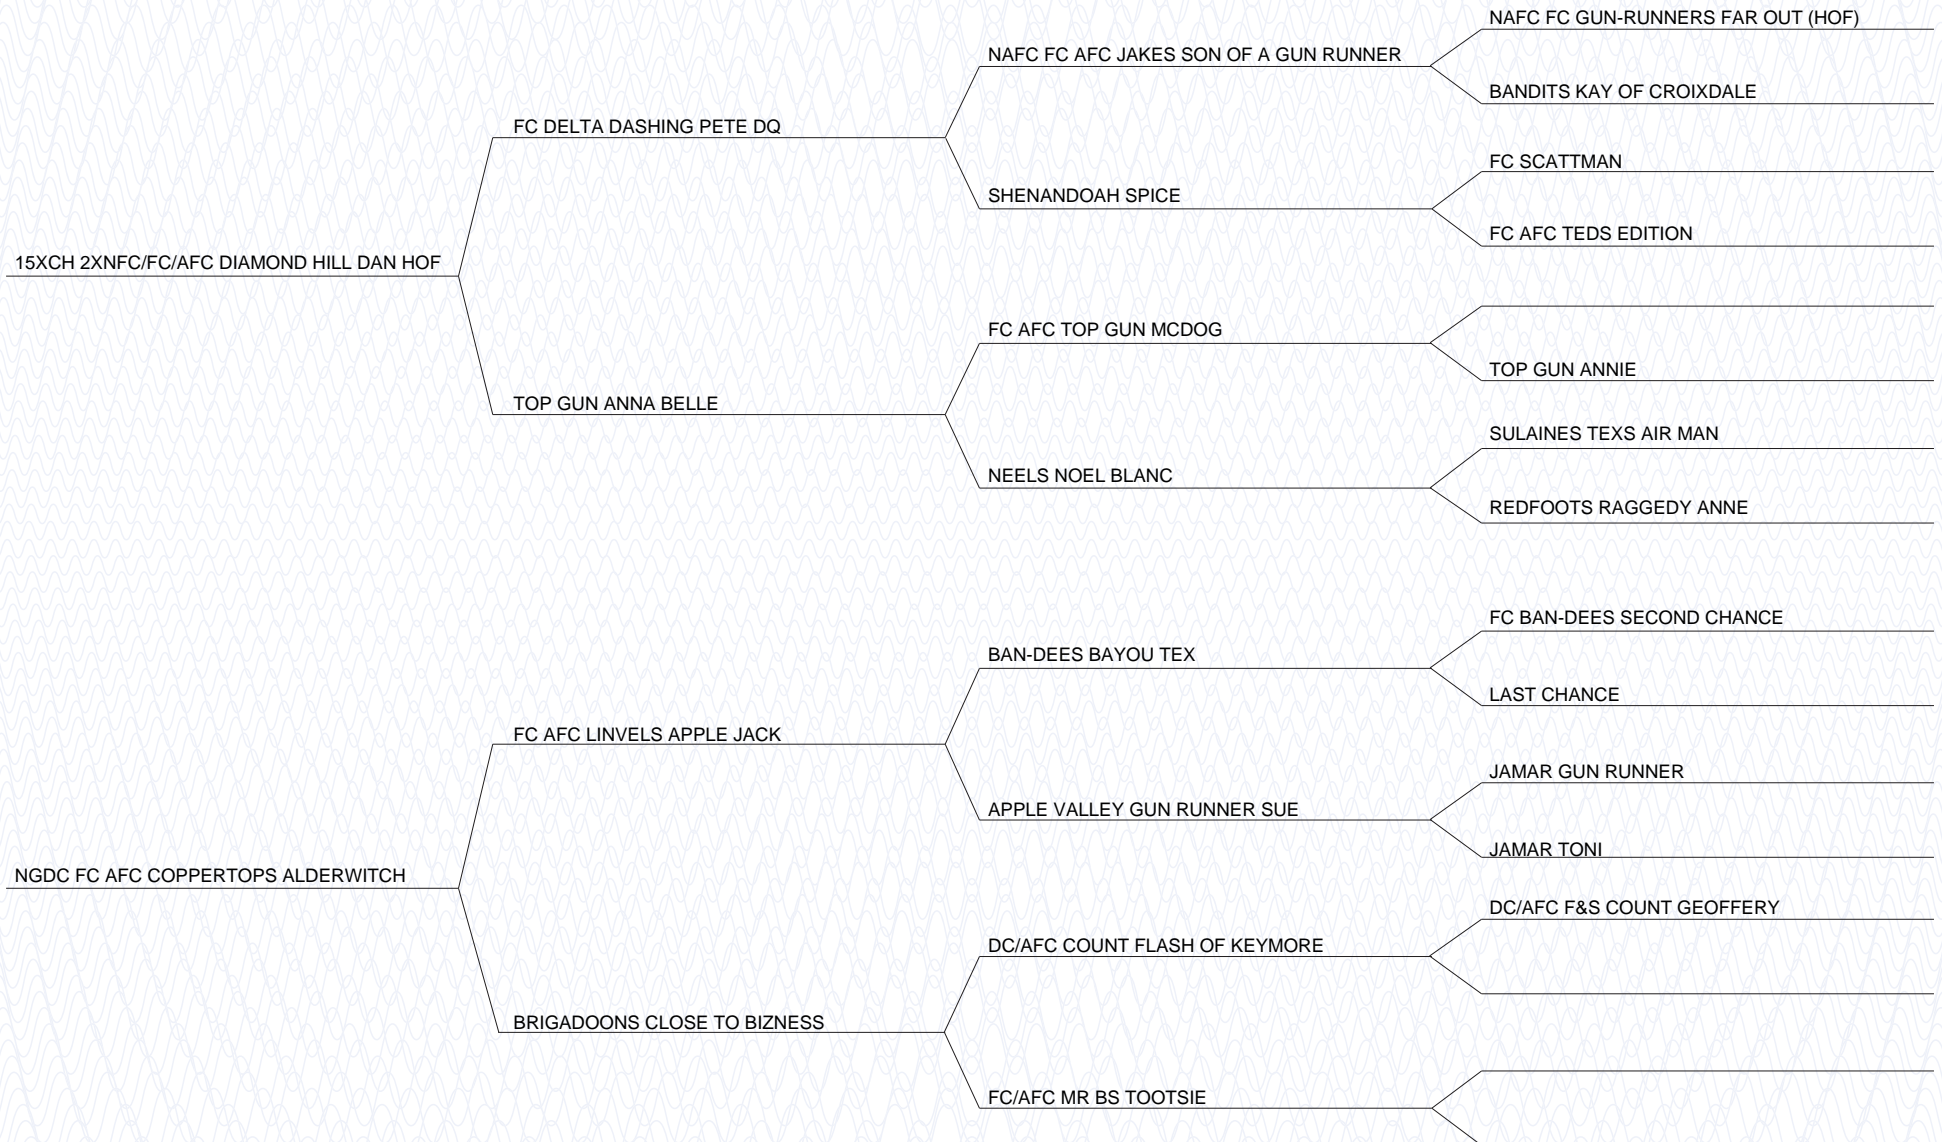 NAFC FC GUN-RUNNERS FAR OUT (HOF)
NAFC FC AFC JAKES SON OF A GUN RUNNER
BANDITS KAY OF CROIXDALE
FC DELTA DASHING PETE DQ
FC SCATTMAN
SHENANDOAH SPICE
FC AFC TEDS EDITION
15XCH 2XNFC/FC/AFC DIAMOND HILL DAN HOF
FC AFC TOP GUN MCDOG
TOP GUN ANNIE
TOP GUN ANNA BELLE
SULAINES TEXS AIR MAN
NEELS NOEL BLANC
REDFOOTS RAGGEDY ANNE
FC BAN-DEES SECOND CHANCE
BAN-DEES BAYOU TEX
LAST CHANCE
FC AFC LINVELS APPLE JACK
JAMAR GUN RUNNER
APPLE VALLEY GUN RUNNER SUE
JAMAR TONI
NGDC FC AFC COPPERTOPS ALDERWITCH
DC/AFC F&S COUNT GEOFFERY
DC/AFC COUNT FLASH OF KEYMORE
BRIGADOONS CLOSE TO BIZNESS
FC/AFC MR BS TOOTSIE